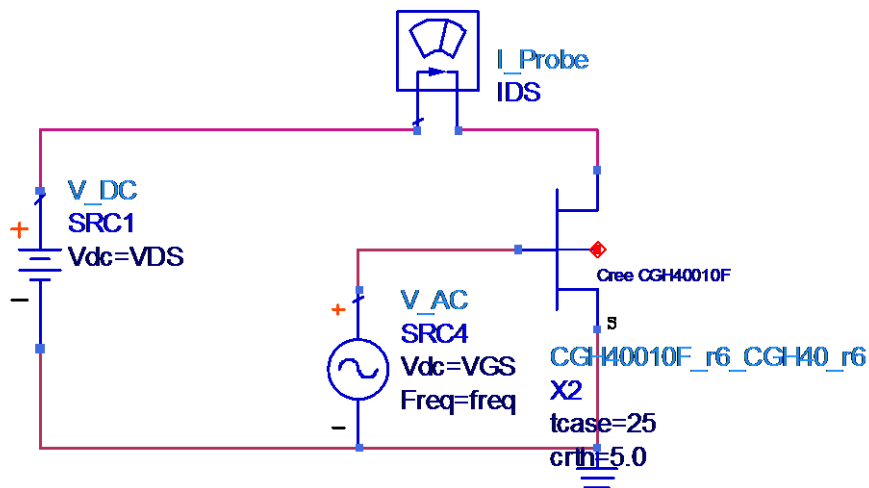 I_Probe
IDS
V_DC
SRC1
Vdc=VDS
+
−
V_AC
SRC4
Vdc=VGS
Freq=freq
+
−
Cree CGH40010F
5
CGH40010F_r6_CGH40_r6
X2
tcase=25
crth=5.0